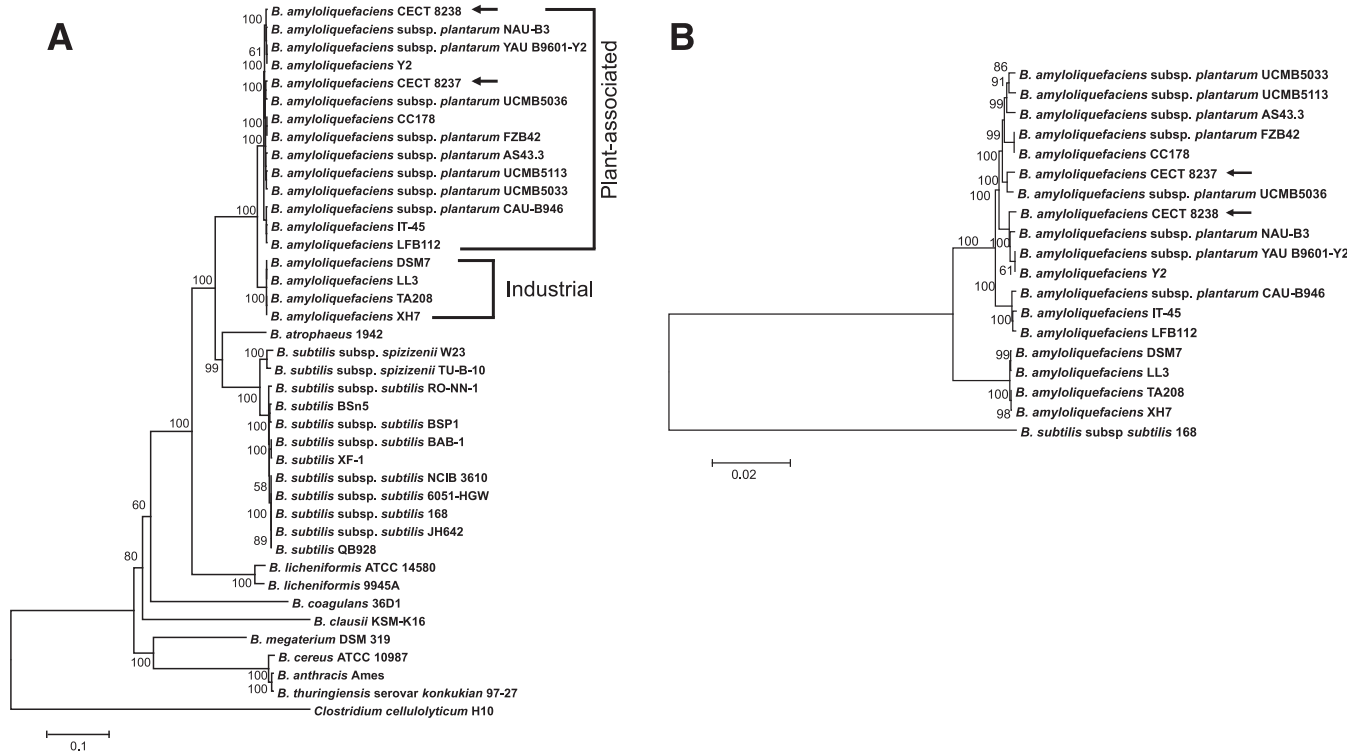 A
B. amyloliquefaciens CECT 8238
B. amyloliquefaciens subsp. plantarum NAU-B3
B. amyloliquefaciens subsp. plantarum YAU B9601-Y2
B. amyloliquefaciens Y2
B. amyloliquefaciens CECT 8237
B. amyloliquefaciens subsp. plantarum UCMB5036
B. amyloliquefaciens CC178
B. amyloliquefaciens subsp. plantarum FZB42
B. amyloliquefaciens subsp. plantarum AS43.3
B. amyloliquefaciens subsp. plantarum UCMB5113
B. amyloliquefaciens subsp. plantarum UCMB5033
B. amyloliquefaciens subsp. plantarum CAU-B946
B. amyloliquefaciens IT-45
B. amyloliquefaciens LFB112
B. amyloliquefaciens DSM7
B. amyloliquefaciens LL3
B. amyloliquefaciens TA208
B. amyloliquefaciens XH7
B. atrophaeus 1942
B. subtilis subsp. spizizenii W23
B. subtilis subsp. spizizenii TU-B-10
B. subtilis subsp. subtilis RO-NN-1
B. subtilis BSn5
B. subtilis subsp. subtilis BSP1
B. subtilis subsp. subtilis BAB-1
B. subtilis XF-1
B. subtilis subsp. subtilis NCIB 3610
B. subtilis subsp. subtilis 6051-HGW
B. subtilis subsp. subtilis 168
B. subtilis subsp. subtilis JH642
B. subtilis QB928
B. licheniformis ATCC 14580
B. licheniformis 9945A
B. coagulans 36D1
B. clausii KSM-K16
B. megaterium DSM 319
B. cereus ATCC 10987
B. anthracis Ames
B. thuringiensis serovar konkukian 97-27
Clostridium cellulolyticum H10
Plant-associated
Industrial
100
61
100
100
100
100
100
100
100
100
99
100
100
100
58
100
89
100
100
60
80
100
100
100
0.1
B
B. amyloliquefaciens subsp. plantarum UCMB5033
B. amyloliquefaciens subsp. plantarum UCMB5113
B. amyloliquefaciens subsp. plantarum AS43.3
B. amyloliquefaciens subsp. plantarum FZB42
B. amyloliquefaciens CC178
B. amyloliquefaciens CECT 8237
B. amyloliquefaciens subsp. plantarum UCMB5036
B. amyloliquefaciens CECT 8238
B. amyloliquefaciens subsp. plantarum NAU-B3
B. amyloliquefaciens subsp. plantarum YAU B9601-Y2
B. amyloliquefaciens Y2
B. amyloliquefaciens subsp. plantarum CAU-B946
B. amyloliquefaciens IT-45
B. amyloliquefaciens LFB112
B. amyloliquefaciens DSM7
B. amyloliquefaciens LL3
B. amyloliquefaciens TA208
B. amyloliquefaciens XH7
B. subtilis subsp subtilis 168
86
91
99
99
100
100
100
100
100
61
100
99
100
98
0.02